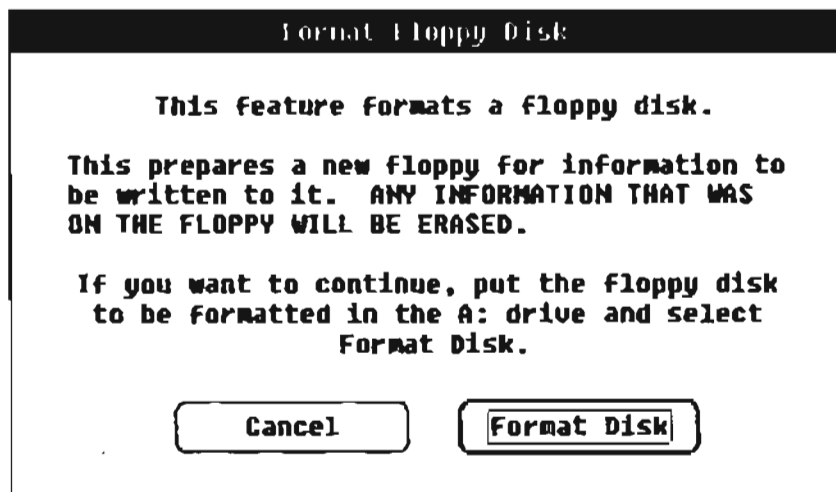 Format Floppy Disk
This feature formats a floppy disk.
This prepares a new floppy for information to
be written to it.  ANY INFORMATION THAT WAS
ON THE FLOPPY WILL BE ERASED.
If you want to continue, put the floppy disk
to be formatted in the A: drive and select
Format Disk.
Cancel
Format Disk